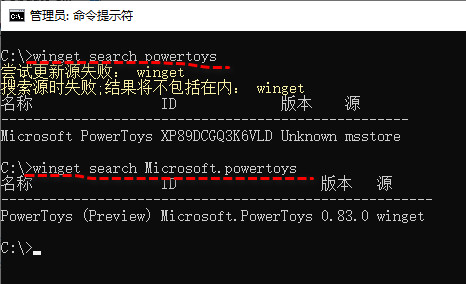 管理员: 命令提示符
C:\>winget search powertoys
尝试更新源失败： winget
搜索源时失败;结果将不包括在内： winget
名称 ID 版本 源
-------------------------------------------------
Microsoft PowerToys XP89DCGQ3K6VLD Unknown msstore
C:\>winget search Microsoft.powertoys
名称 ID 版本 源
----------------------------------------------------
PowerToys (Preview) Microsoft.PowerToys 0.83.0 winget
C:\>